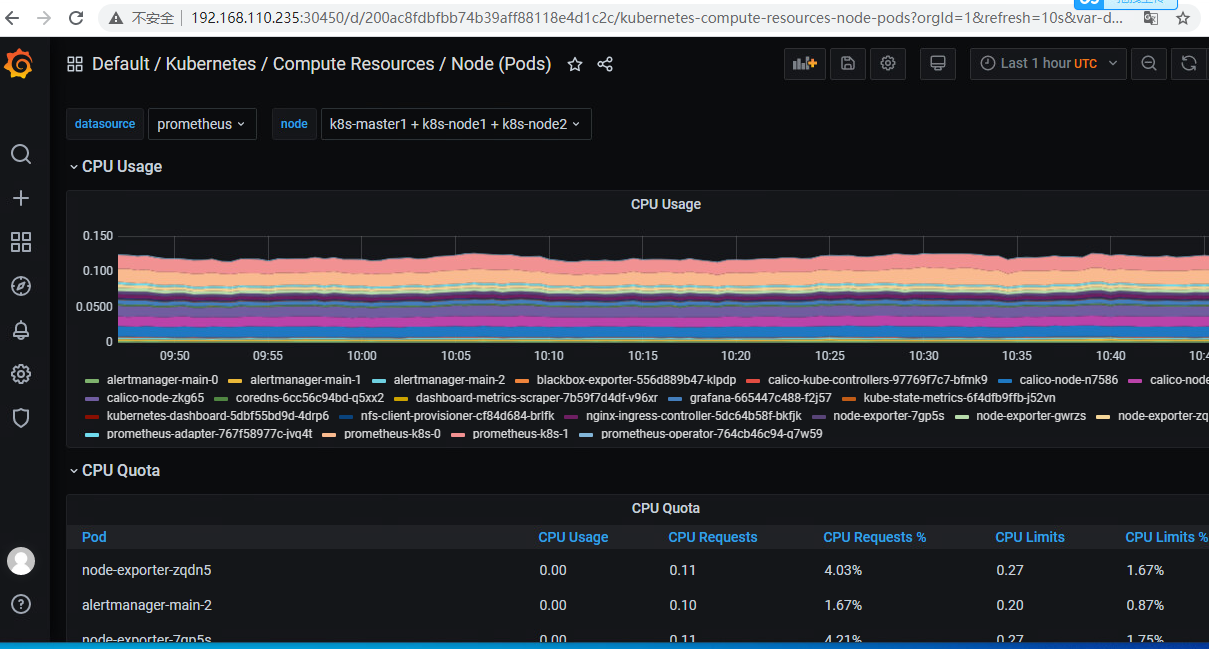 不安全 192.168.110.235:30450/d/200ac8fdbfbb74b39aff88118e4d1c2c/kubernetes-compute-resources-node-pods?orgId=1&refresh=10s&var-d...
Default / Kubernetes / Compute Resources / Node (Pods) Last 1 hour UTC
datasource prometheus node k8s-master1 + k8s-node1 + k8s-node2
CPU Usage
CPU Usage
0.150
0.100
0.0500
0
09:50 09:55 10:00 10:05 10:10 10:15 10:20 10:25 10:30 10:35 10:40 10:4
alertmanager-main-0 alertmanager-main-1 alertmanager-main-2 blackbox-exporter-556d889b47-klpdp calico-kube-controllers-97769f7c7-bfmk9 calico-node-n7586 calico-node
calico-node-zkg65 coredns-6cc56c94bd-q5xx2 dashboard-metrics-scraper-7b59f7d4df-v96xr grafana-665447c488-f2j57 kube-state-metrics-6f4dfb9ffb-j52vn
kubernetes-dashboard-5dbf55bd9d-4drp6 nfs-client-provisioner-cf84d684-brlfk nginx-ingress-controller-5dc64b58f-bkfjk node-exporter-7gp5s node-exporter-gwrzs node-exporter-zq
prometheus-adapter-767f58977c-jvq4t prometheus-k8s-0 prometheus-k8s-1 prometheus-operator-764cb46c94-q7w59
CPU Quota
CPU Quota
Pod CPU Usage CPU Requests CPU Requests % CPU Limits CPU Limits %
node-exporter-zqdn5 0.00 0.11 4.03% 0.27 1.67%
alertmanager-main-2 0.00 0.10 1.67% 0.20 0.87%
node-exporter-7gp5s 0.00 0.11 4.21% 0.27 1.75%